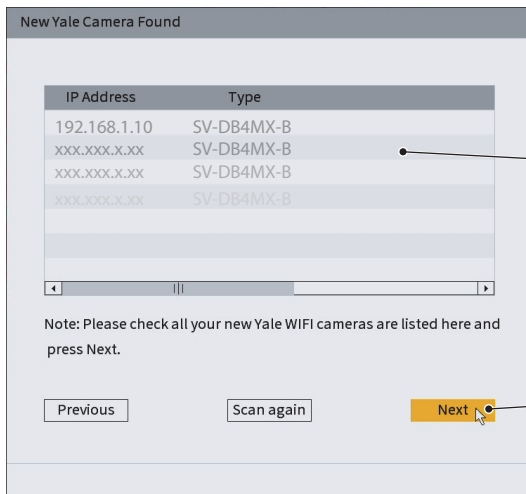 New Yale Camera Found
IP Address Type
192.168.1.10 SV-DB4MX-B
xxx.xxx.x.xx SV-DB4MX-B
xxx.xxx.x.xx SV-DB4MX-B
xxx.xxx.x.xx SV-DB4MX-B
Note: Please check all your new Yale WIFI cameras are listed here and
press Next.
Previous Scan again Next